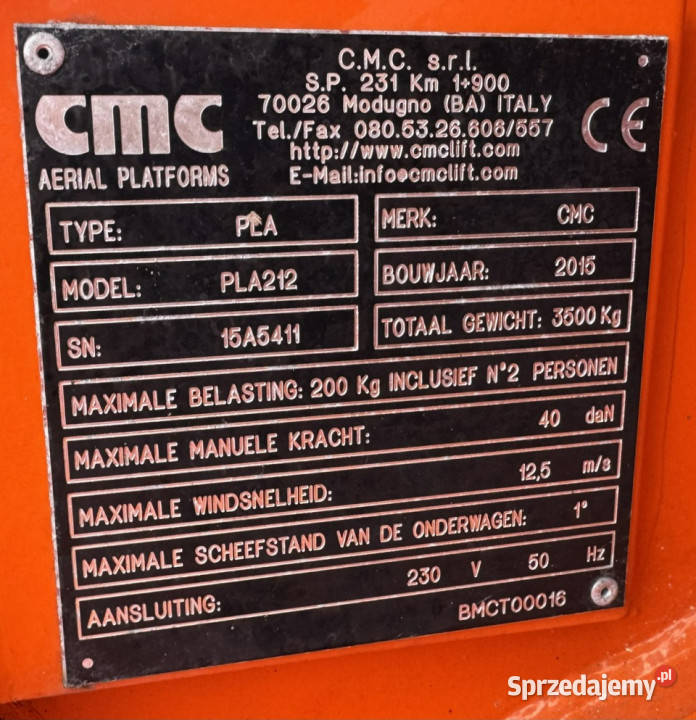 C.M.C. s.r.l.
S.P. 231 Km 1+900
70026 Modugno (BA) ITALY
Tel./Fax 080.53.26.606/557
http://www.cmclift.com
E-Mail:info@cmclift.com
cmc
AERIAL PLATFORMS
CE
TYPE: PLA
MERK: CMC
MODEL: PLA212
BOUWJAAR: 2015
SN: 15A5411
TOTAAL GEWICHT: 3500 Kg
MAXIMALE BELASTING: 200 Kg INCLUSIEF N°2 PERSONEN
MAXIMALE MANUELE KRACHT: 40 daN
MAXIMALE WINDSNELHEID: 12,5 m/s
MAXIMALE SCHEEFSTAND VAN DE ONDERWAGEN: 1°
AANSLUITING: 230 V 50 Hz
BMCT00016
Sprzedajemy.pl